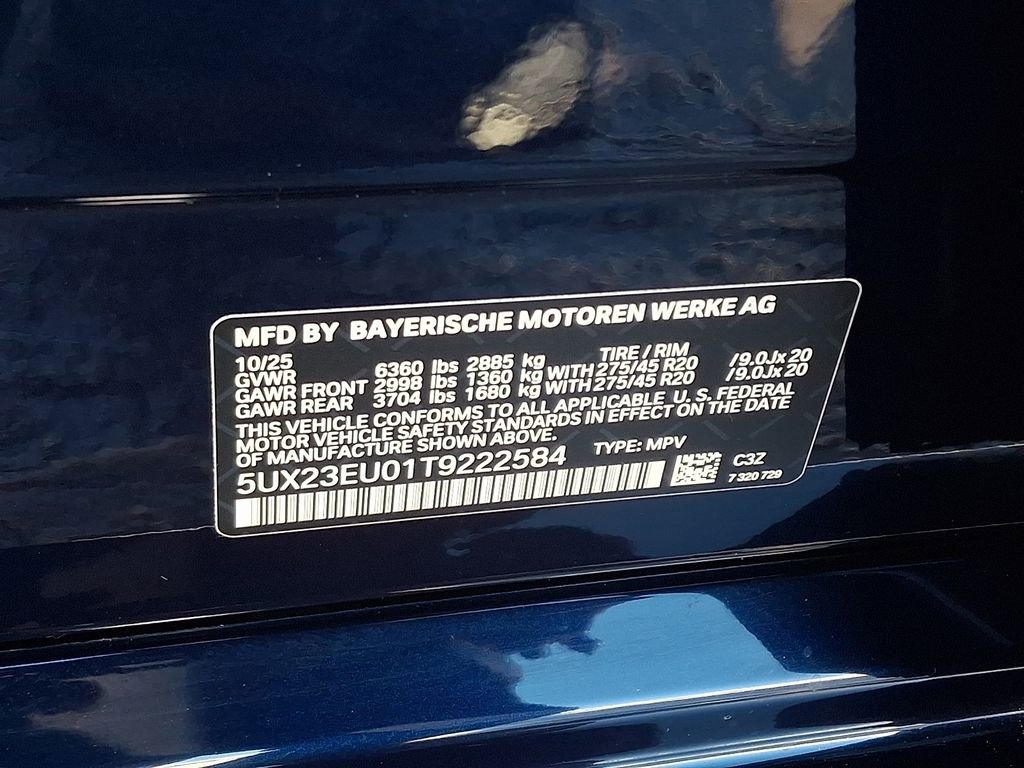 MFD BY BAYERISCHE MOTOREN WERKE AG
10/25 TIRE / RIM
GVWR 6360 lbs 2885 kg
GAWR FRONT 2998 lbs 1360 kg WITH 275/45 R20 /9.0Jx20
GAWR REAR 3704 lbs 1680 kg WITH 275/45 R20 /9.0Jx20
THIS VEHICLE CONFORMS TO ALL APPLICABLE U. S. FEDERAL
MOTOR VEHICLE SAFETY STANDARDS IN EFFECT ON THE DATE
OF MANUFACTURE SHOWN ABOVE.
TYPE: MPV
5UX23EU01T9222584
C3Z
7 320 729